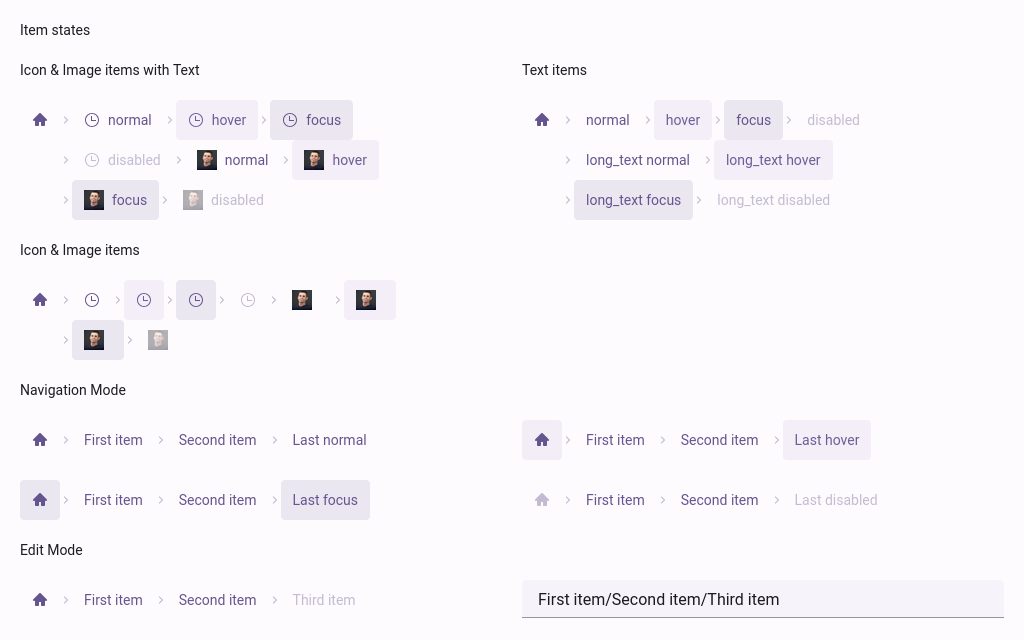 Item states
Icon & Image items with Text
normal hover focus
disabled normal hover
focus disabled
Text items
normal hover focus disabled
long_text normal long_text hover
long_text focus long_text disabled
Icon & Image items
Navigation Mode
First item Second item Last normal
First item Second item Last hover
First item Second item Last focus
First item Second item Last disabled
Edit Mode
First item Second item Third item
First item/Second item/Third item